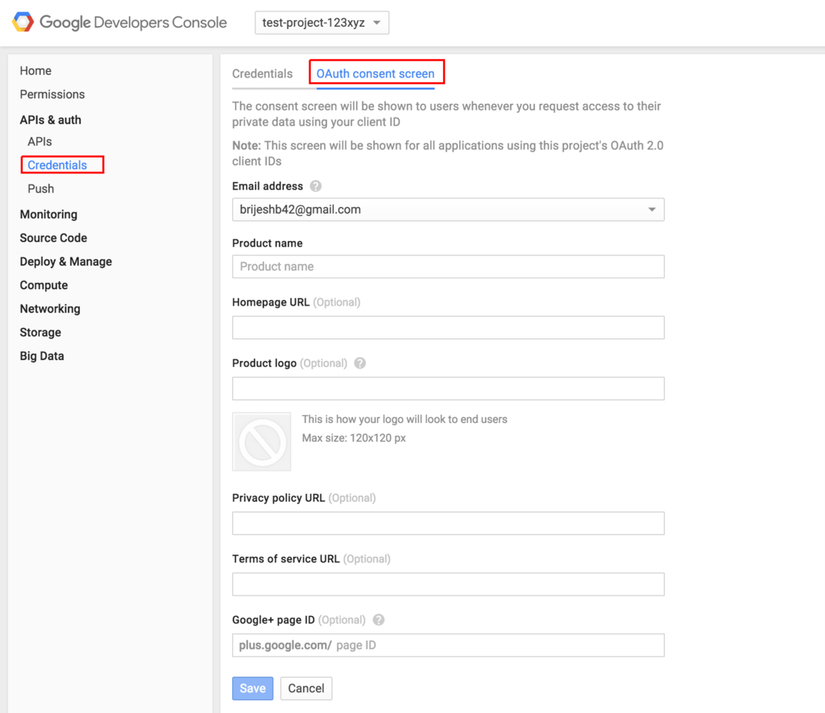 Google Developers Console
test-project-123xyz
Home
Permissions
APIs & auth
APIs
Credentials
Push
Monitoring
Source Code
Deploy & Manage
Compute
Networking
Storage
Big Data
Credentials
OAuth consent screen
The consent screen will be shown to users whenever you request access to their
private data using your client ID
Note: This screen will be shown for all applications using this project's OAuth 2.0
client IDs
Email address ?
brijeshb42@gmail.com
Product name
Product name
Homepage URL (Optional)
Product logo (Optional) ?
This is how your logo will look to end users
Max size: 120x120 px
Privacy policy URL (Optional)
Terms of service URL (Optional)
Google+ page ID (Optional) ?
plus.google.com/ page ID
Save
Cancel